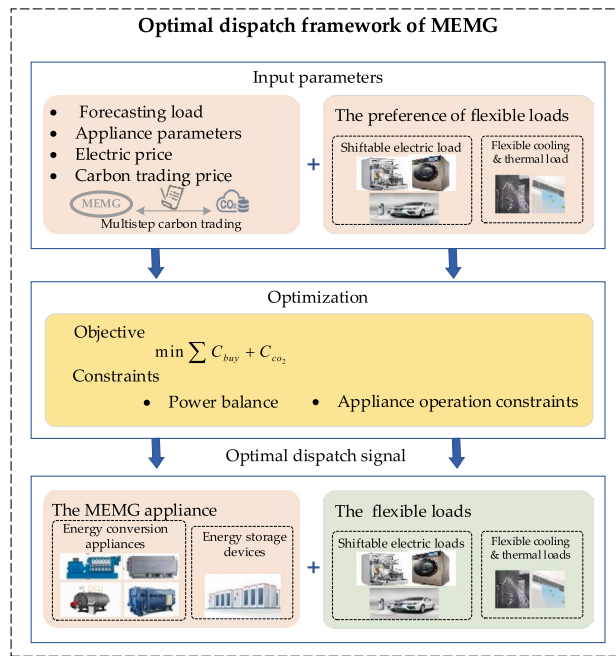 Optimal dispatch framework of MEMG
Input parameters
• Forecasting load
• Appliance parameters
• Electric price
• Carbon trading price
MEMG
CO₂
Multistep carbon trading
+
The preference of flexible loads
Shiftable electric load
Flexible cooling
& thermal load
Optimization
Objective
min ∑ C_buy + C_co₂
Constraints
• Power balance
• Appliance operation constraints
Optimal dispatch signal
The MEMG appliance
Energy conversion
appliances
Energy storage
devices
+
The flexible loads
Shiftable electric loads
Flexible cooling
& thermal loads